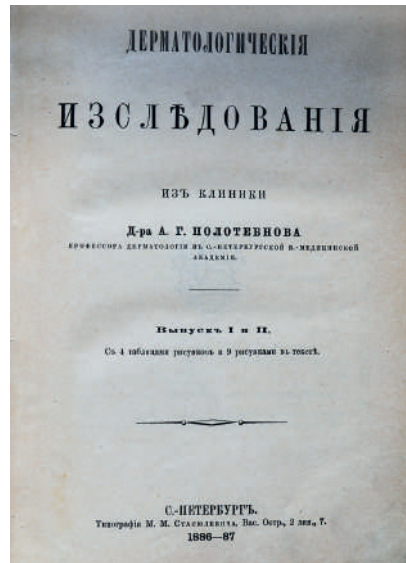 ДЕРМАТОЛОГИЧЕСКІЯ
ИЗСЛѢДОВАНІЯ
ИЗЪ КЛИНИКИ
Д-ра А. Г. ПОЛОТЕБНОВА
ПРОФЕССОРА ДЕРМАТОЛОГІИ ВЪ С.-ПЕТЕРБУРГСКОЙ В.-МЕДИЦИНСКОЙ
АКАДЕМІИ.
Выпускъ I и II.
Съ 4 таблицами рисунковъ и 9 рисунками въ текстѣ.
С.-ПЕТЕРБУРГЪ.
Типографія М. М. Стасюлевича, Вас. Остр., 2 лин., 7.
1886—87